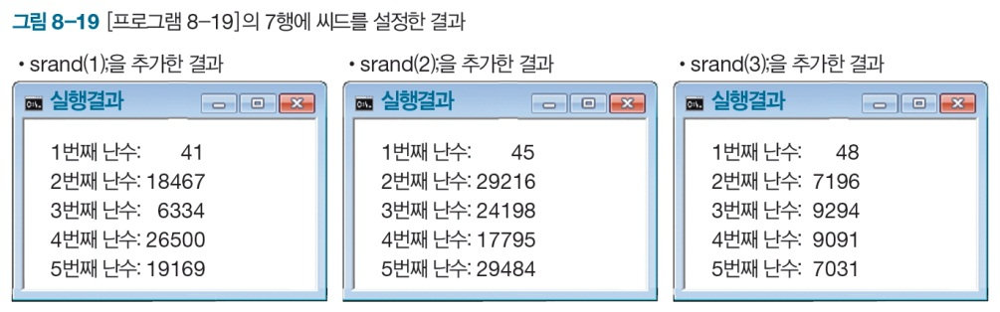 그림 8-19 [프로그램 8-19]의 7행에 씨드를 설정한 결과
• srand(1);을 추가한 결과
실행결과
1번째 난수: 41
2번째 난수: 18467
3번째 난수: 6334
4번째 난수: 26500
5번째 난수: 19169
• srand(2);을 추가한 결과
실행결과
1번째 난수: 45
2번째 난수: 29216
3번째 난수: 24198
4번째 난수: 17795
5번째 난수: 29484
• srand(3);을 추가한 결과
실행결과
1번째 난수: 48
2번째 난수: 7196
3번째 난수: 9294
4번째 난수: 9091
5번째 난수: 7031